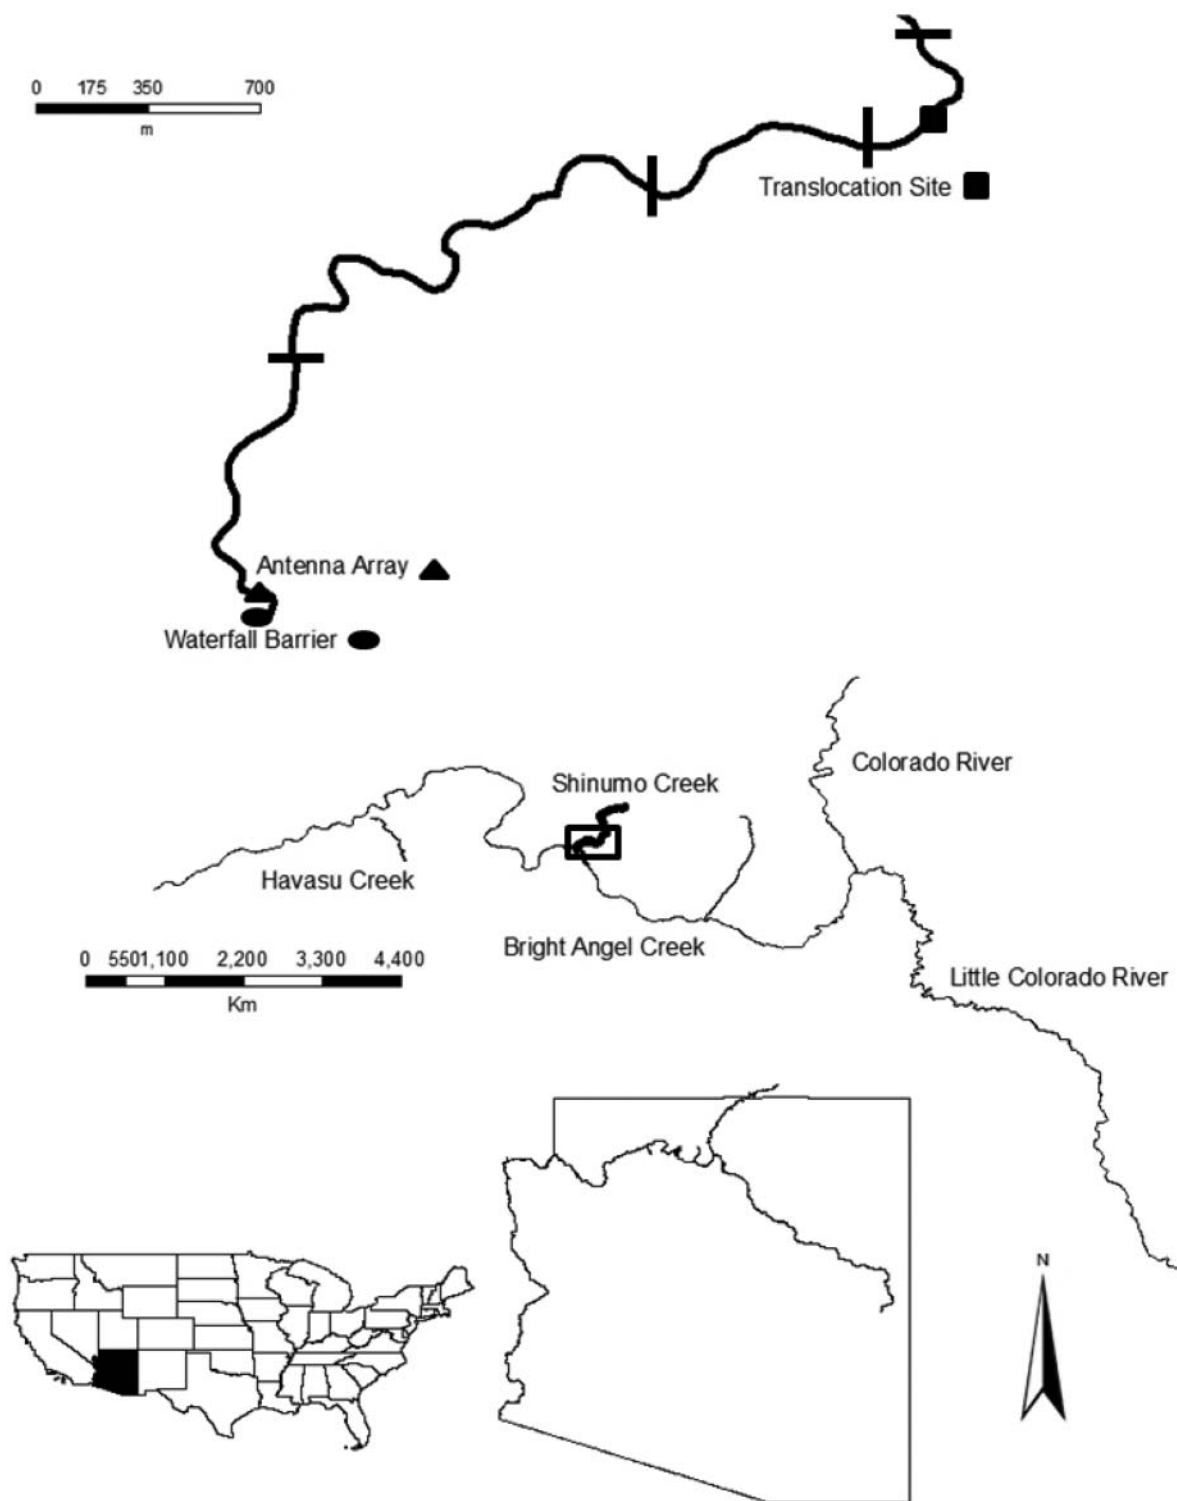 0 175 350 700
m
Translocation Site
Antenna Array
Waterfall Barrier
Colorado River
Shinumo Creek
Havasu Creek
Bright Angel Creek
0 5501,100 2,200 3,300 4,400
Km
Little Colorado River
N